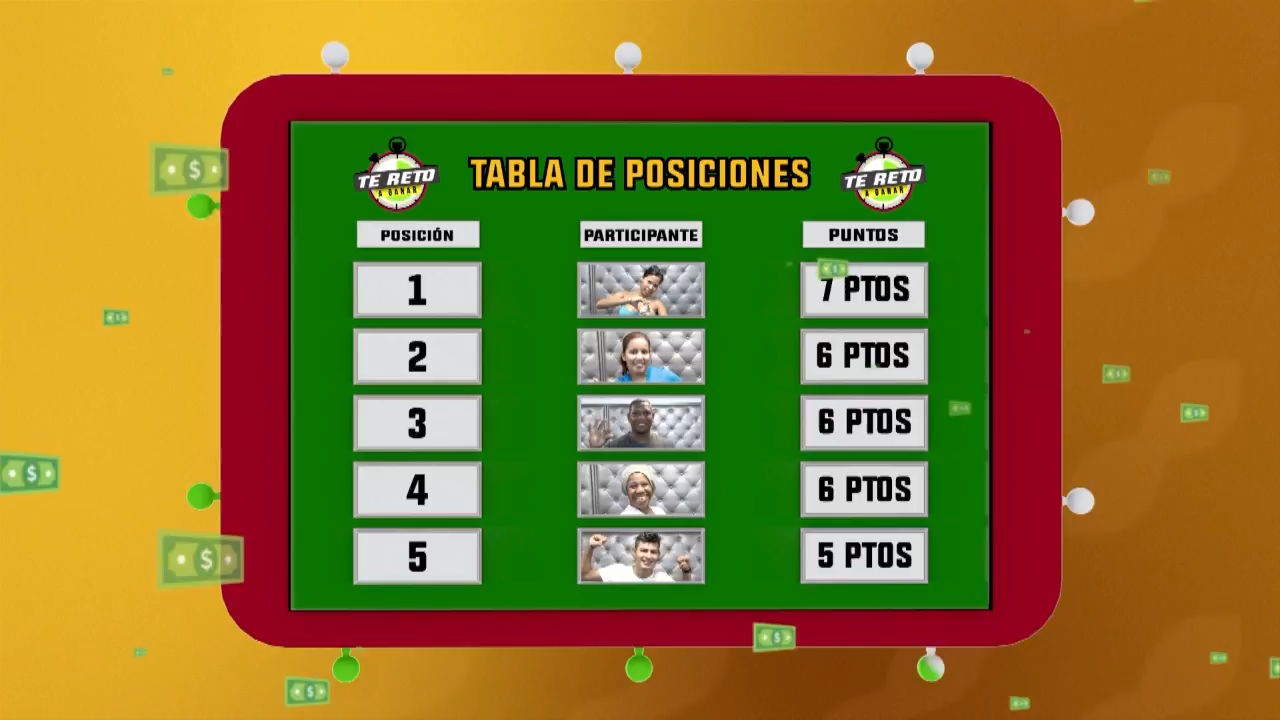 TE RETO
A GANAR
TABLA DE POSICIONES
TE RETO
A GANAR
POSICIÓN PARTICIPANTE PUNTOS
1 7 PTOS
2 6 PTOS
3 6 PTOS
4 6 PTOS
5 5 PTOS
$
$
$
$
$